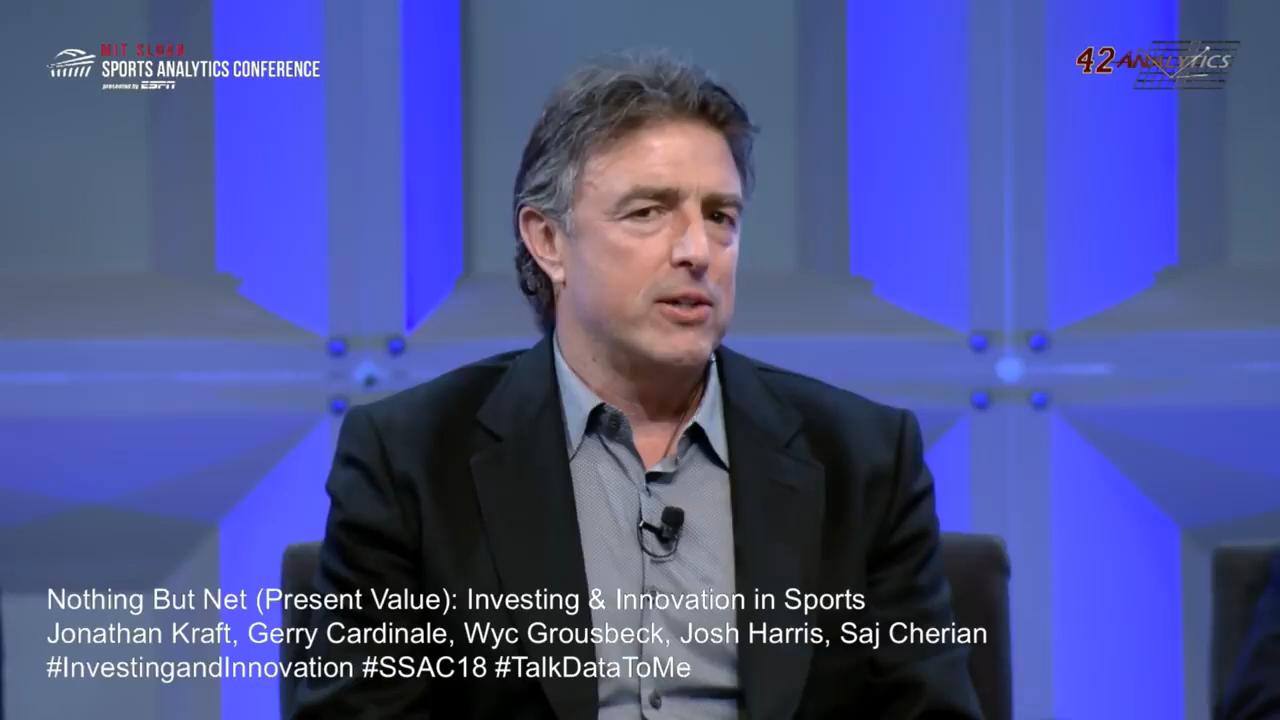 MIT SLOAN
SPORTS ANALYTICS CONFERENCE
presented by ESPN
42 ANALYTICS
Nothing But Net (Present Value): Investing & Innovation in Sports
Jonathan Kraft, Gerry Cardinale, Wyc Grousbeck, Josh Harris, Saj Cherian
#InvestingandInnovation #SSAC18 #TalkDataToMe